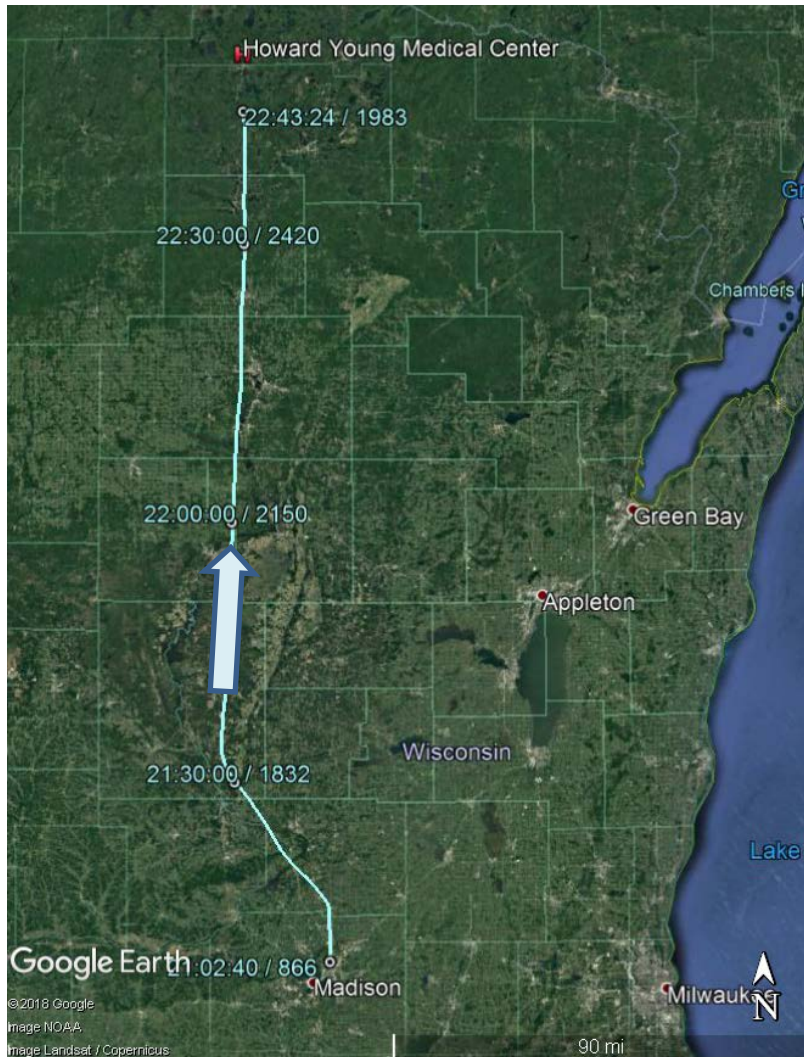 Howard Young Medical Center
22:43:24 / 1983
Gr
22:30:00 / 2420
Chambers I
22:00:00 / 2150
Green Bay
Appleton
Wisconsin
21:30:00 / 1832
Lake
Google Earth
21:02:40 / 866
Madison
Milwaukee
N
©2018 Google
Image NOAA
Image Landsat / Copernicus
90 mi